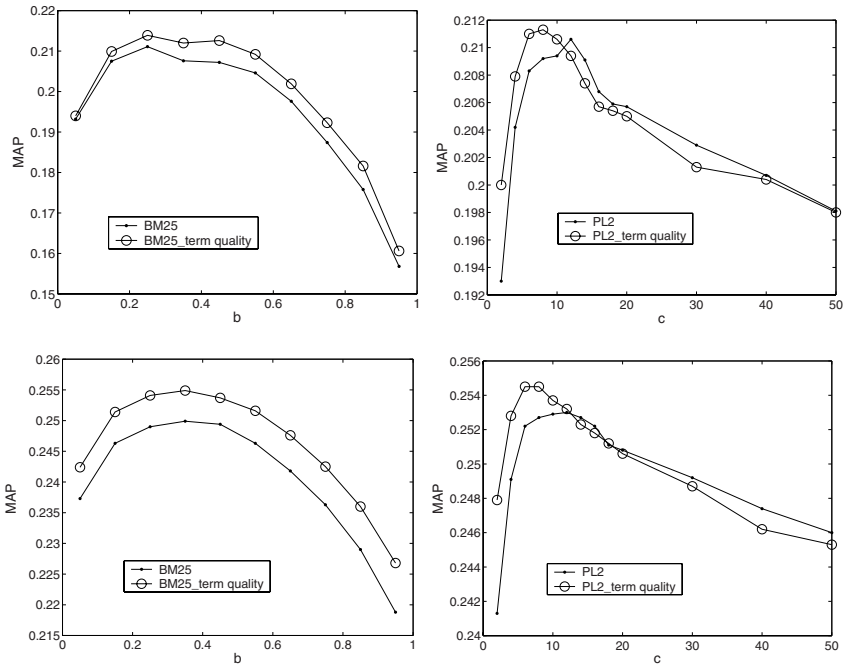 0.22
0.21
0.2
0.19
0.18
0.17
0.16
0.15
MAP
0 0.2 0.4 0.6 0.8 1
b
BM25
BM25_term quality
0.212
0.21
0.208
0.206
0.204
0.202
0.2
0.198
0.196
0.194
0.192
MAP
0 10 20 30 40 50
c
PL2
PL2_term quality
0.26
0.255
0.25
0.245
0.24
0.235
0.23
0.225
0.22
0.215
MAP
0 0.2 0.4 0.6 0.8 1
b
BM25
BM25_term quality
0.256
0.254
0.252
0.25
0.248
0.246
0.244
0.242
0.24
MAP
0 10 20 30 40 50
c
PL2
PL2_term quality